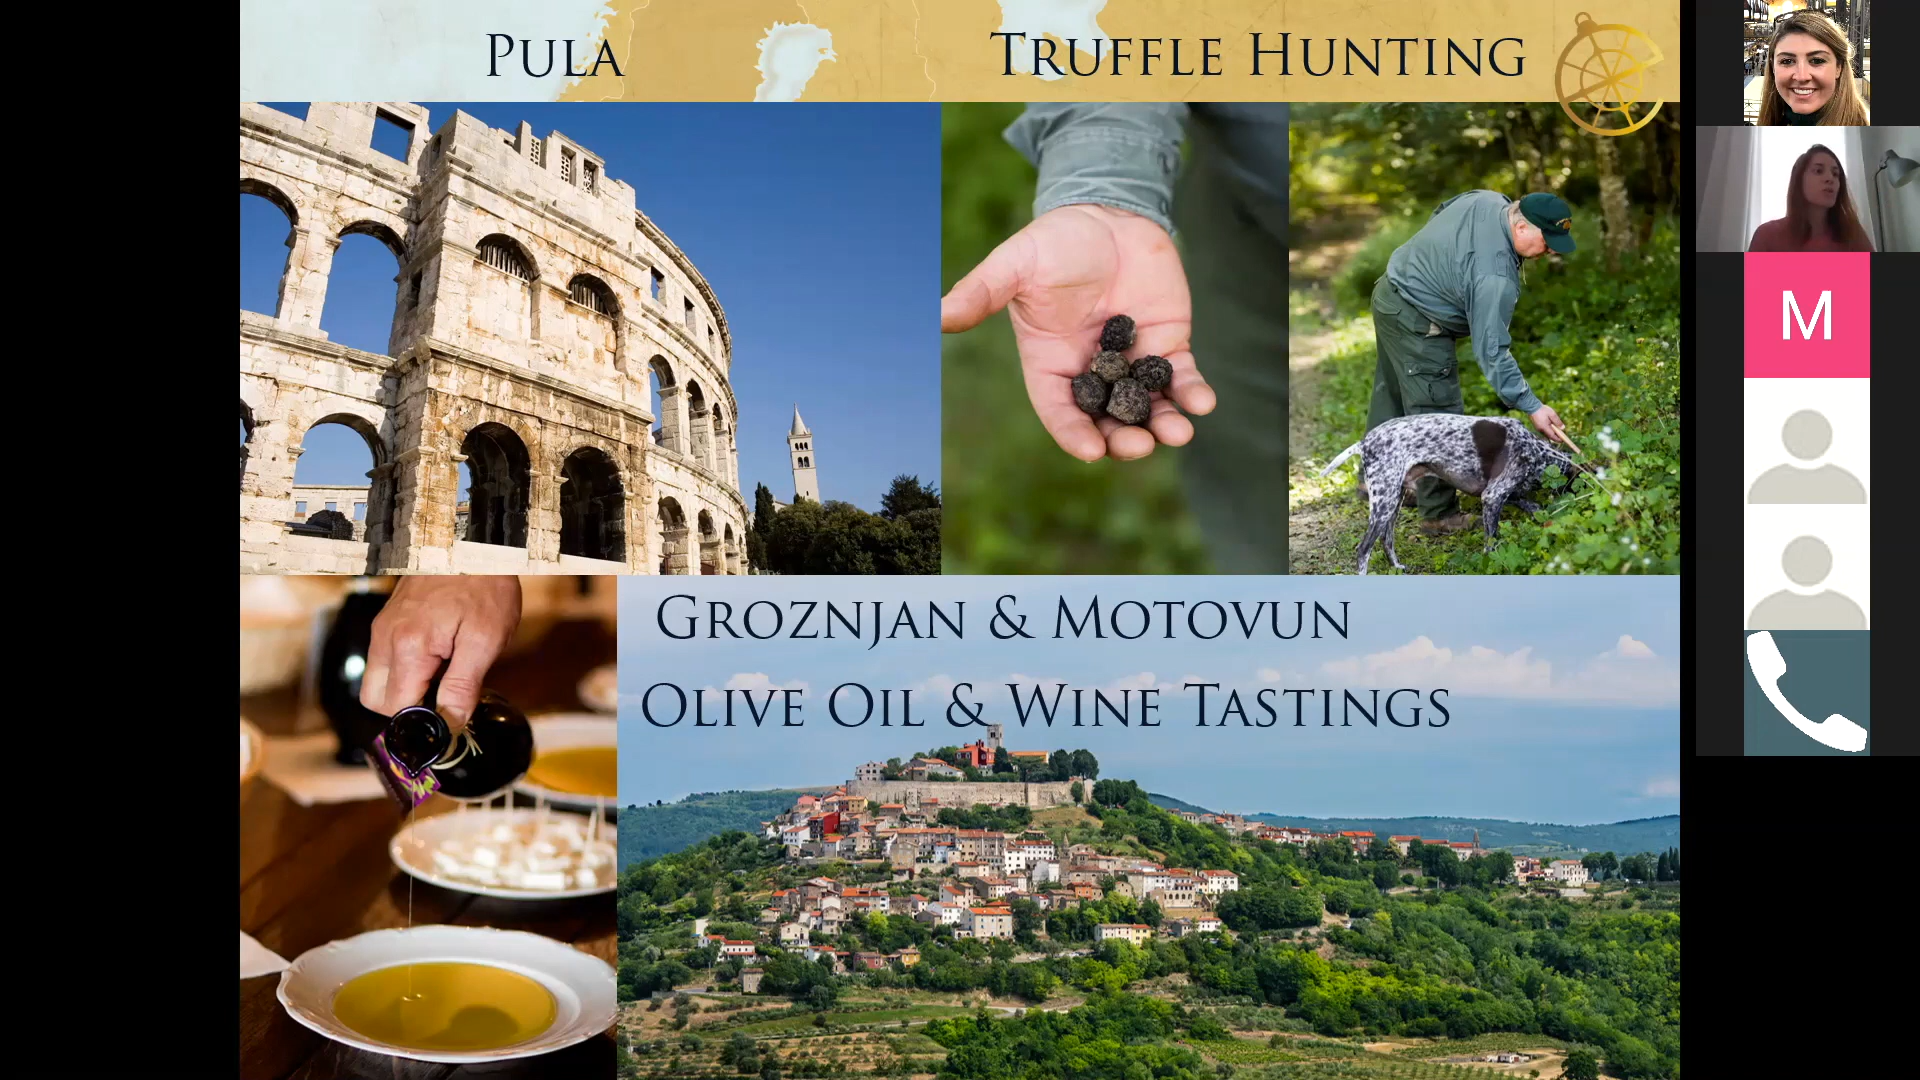 PULA
TRUFFLE HUNTING
GROZNJAN & MOTOVUN
OLIVE OIL & WINE TASTINGS
M